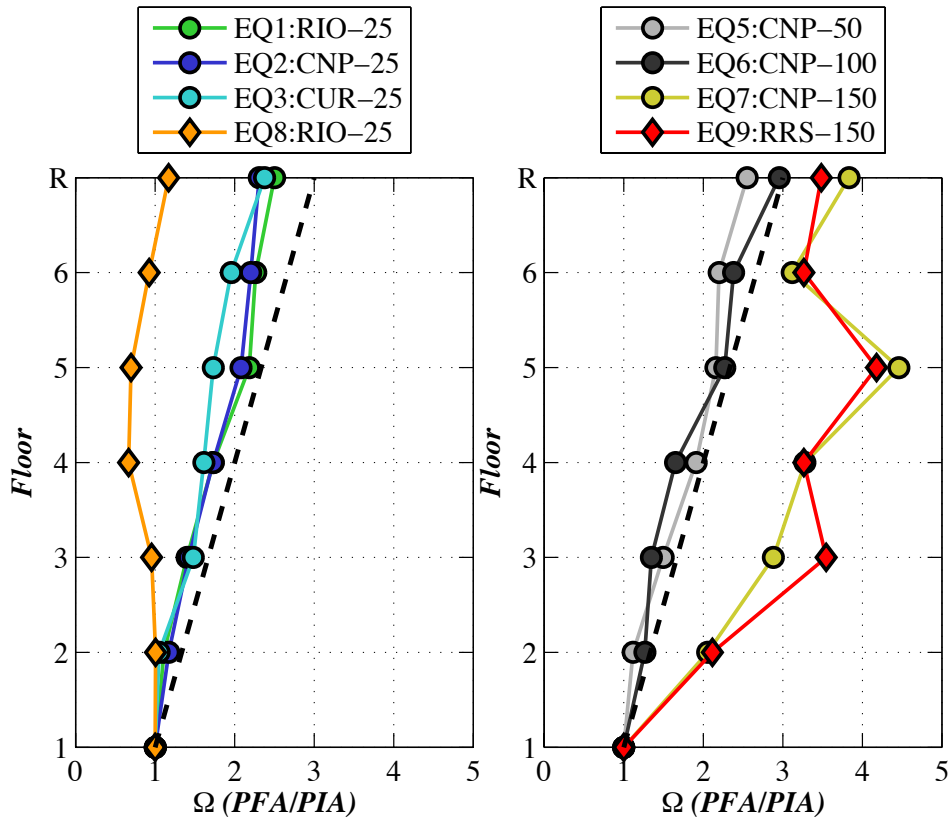 EQ1:RIO−25
EQ2:CNP−25
EQ3:CUR−25
EQ8:RIO−25
EQ5:CNP−50
EQ6:CNP−100
EQ7:CNP−150
EQ9:RRS−150
R
6
5
4
3
2
1
Floor
0 1 2 3 4 5
Ω (PFA/PIA)
R
6
5
4
3
2
1
Floor
0 1 2 3 4 5
Ω (PFA/PIA)